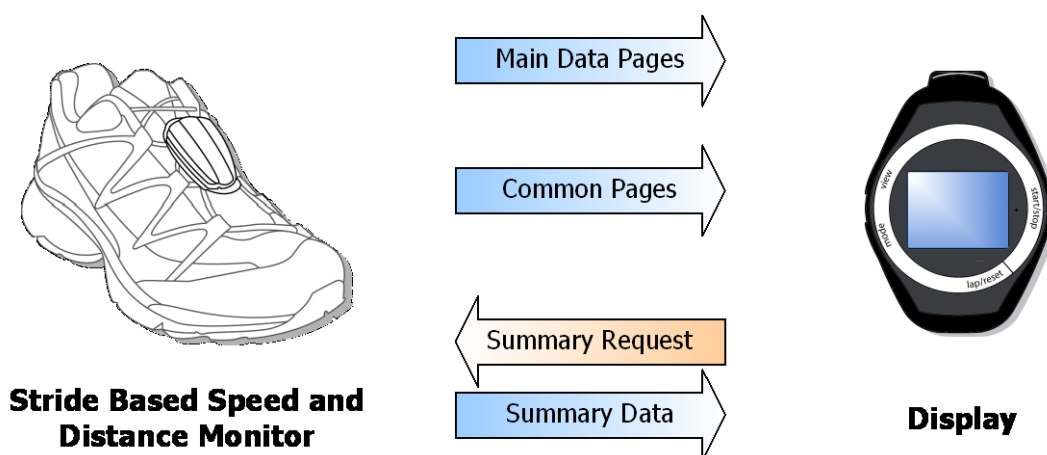 Main Data Pages
Common Pages
Summary Request
Summary Data
Stride Based Speed and
Distance Monitor
view
mode
start/stop
lap/reset
Display